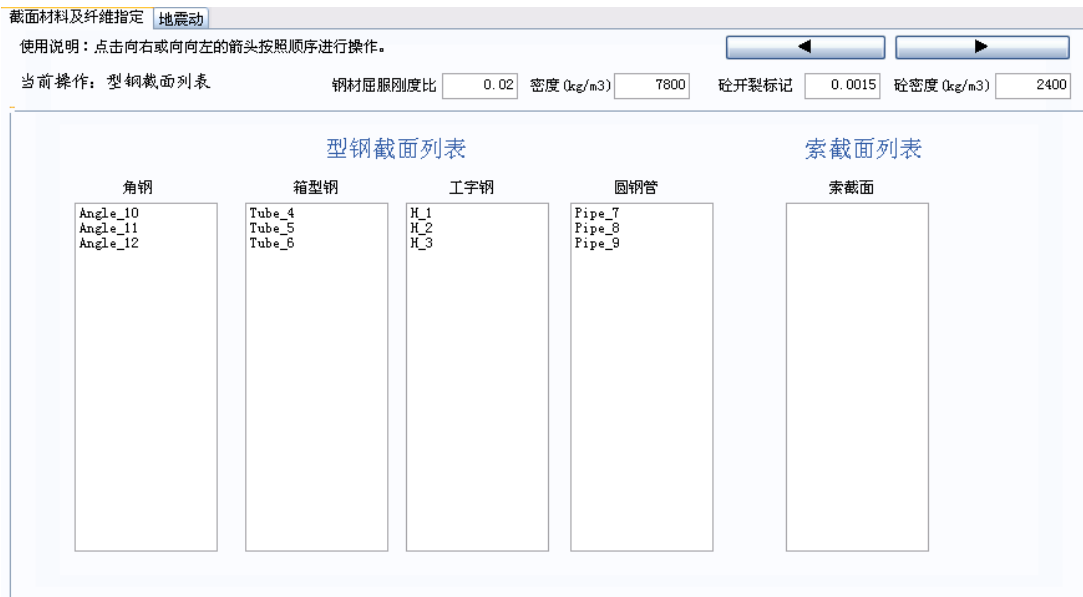 截面材料及纤维指定 地震动
使用说明：点击向右或向向左的箭头按照顺序进行操作。
当前操作：型钢截面列表 钢材屈服刚度比 0.02 密度(kg/m3) 7800 砼开裂标记 0.0015 砼密度(kg/m3) 2400
型钢截面列表 索截面列表
角钢 箱型钢 工字钢 圆钢管 索截面
Angle_10 Tube_4 H_1 Pipe_7
Angle_11 Tube_5 H_2 Pipe_8
Angle_12 Tube_6 H_3 Pipe_9